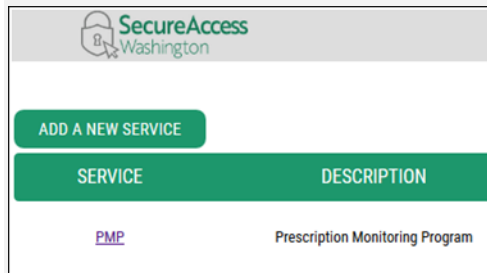 SecureAccess
Washington
ADD A NEW SERVICE
SERVICE DESCRIPTION
PMP Prescription Monitoring Program